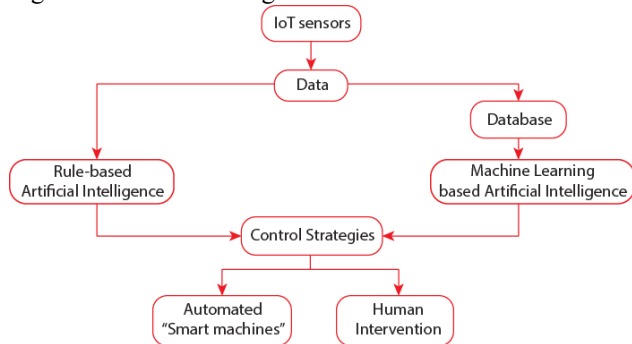 IoT sensors
Data
Database
Rule-based
Artificial Intelligence
Machine Learning
based Artificial Intelligence
Control Strategies
Automated
“Smart machines”
Human
Intervention